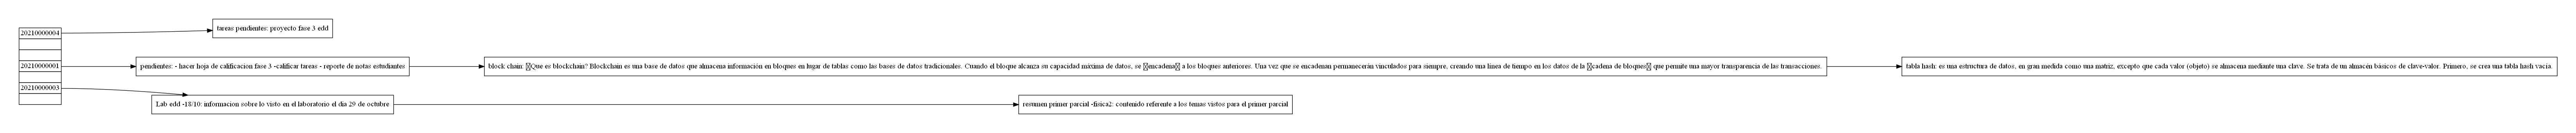 20210000004
tareas pendientes: proyecto fase 3 edd
20210000001
pendientes: - hacer hoja de calificacion fase 3 -calificar tareas - reporte de notas estudiantes
block chain: Que es blockchain? Blockchain es una base de datos que almacena información en bloques en lugar de tablas como las bases de datos tradicionales. Cuando el bloque alcanza su capacidad máxima de datos, se encadena a los bloques anteriores. Una vez que se encadenan permanecerán vinculados para siempre, creando una línea de tiempo en los datos de la cadena de bloques que permite una mayor transparencia de las transacciones.
tabla hash: es una estructura de datos, en gran medida como una matriz, excepto que cada valor (objeto) se almacena mediante una clave. Se trata de un almacén básicos de clave-valor. Primero, se crea una tabla hash vacía.
20210000003
Lab edd -18/10: informacion sobre lo visto en el laboratorio el dia 29 de octubre
resumen primer parcial -fisica2: contenido referente a los temas vistos para el primer parcial